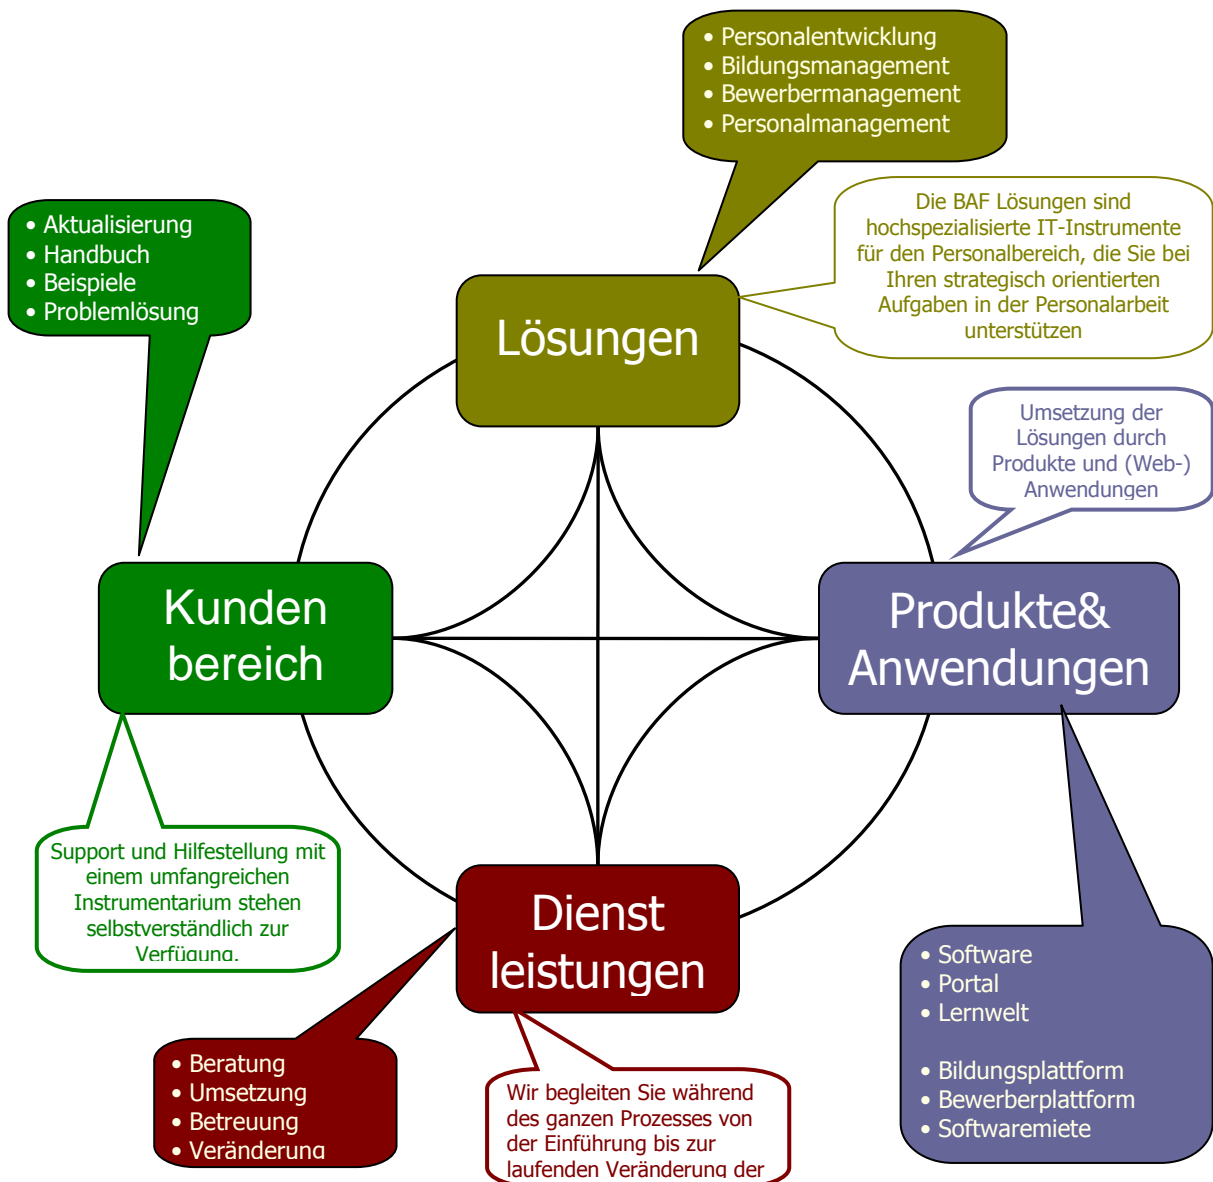 • Personalentwicklung
• Bildungsmanagement
• Bewerbermanagement
• Personalmanagement
Die BAF Lösungen sind
hochspezialisierte IT-Instrumente
für den Personalbereich, die Sie bei
Ihren strategisch orientierten
Aufgaben in der Personalarbeit
unterstützen
• Aktualisierung
• Handbuch
• Beispiele
• Problemlösung
Lösungen
Umsetzung der
Lösungen durch
Produkte und (Web-)
Anwendungen
Kunden
bereich
Produkte&
Anwendungen
Support und Hilfestellung mit
einem umfangreichen
Instrumentarium stehen
selbstverständlich zur
Verfügung.
Dienst
leistungen
• Software
• Portal
• Lernwelt
• Bildungsplattform
• Bewerberplattform
• Softwaremiete
• Beratung
• Umsetzung
• Betreuung
• Veränderung
Wir begleiten Sie während
des ganzen Prozesses von
der Einführung bis zur
laufenden Veränderung der